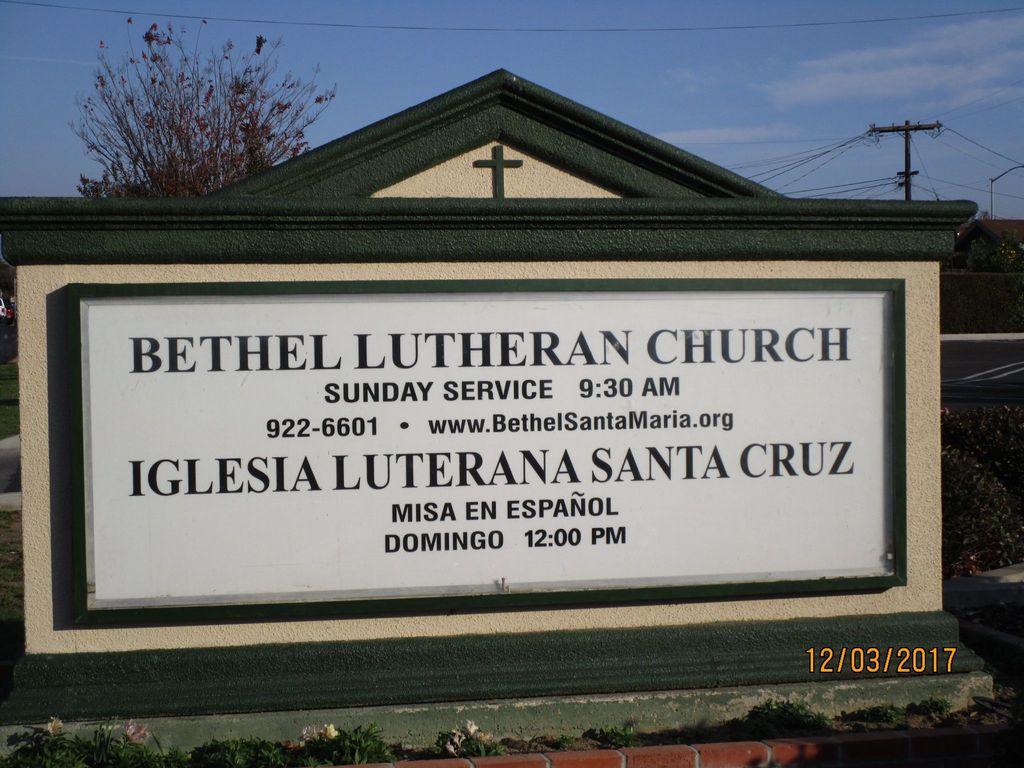 BETHEL LUTHERAN CHURCH
SUNDAY SERVICE 9:30 AM
922-6601 • www.BethelSantaMaria.org
IGLESIA LUTERANA SANTA CRUZ
MISA EN ESPAÑOL
DOMINGO 12:00 PM
12/03/2017